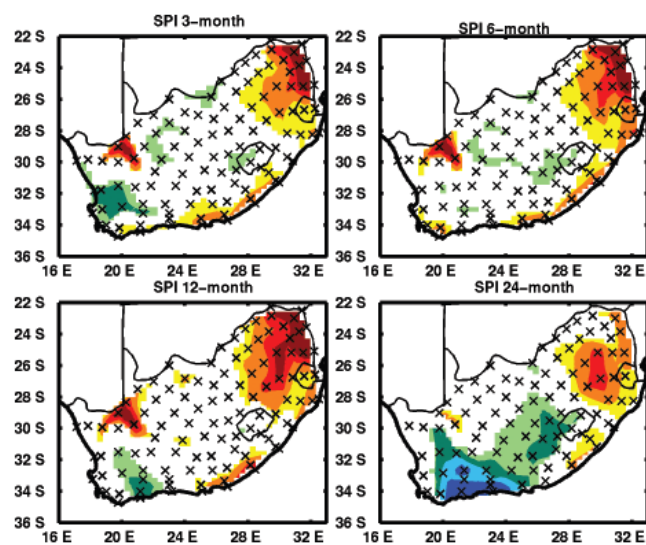 SPI 3-month
SPI 6-month
22 S
24 S
26 S
28 S
30 S
32 S
34 S
36 S
16 E 20 E 24 E 28 E 32 E
22 S
24 S
26 S
28 S
30 S
32 S
34 S
36 S
16 E 20 E 24 E 28 E 32 E
SPI 12-month
SPI 24-month
22 S
24 S
26 S
28 S
30 S
32 S
34 S
36 S
16 E 20 E 24 E 28 E 32 E
22 S
24 S
26 S
28 S
30 S
32 S
34 S
36 S
16 E 20 E 24 E 28 E 32 E